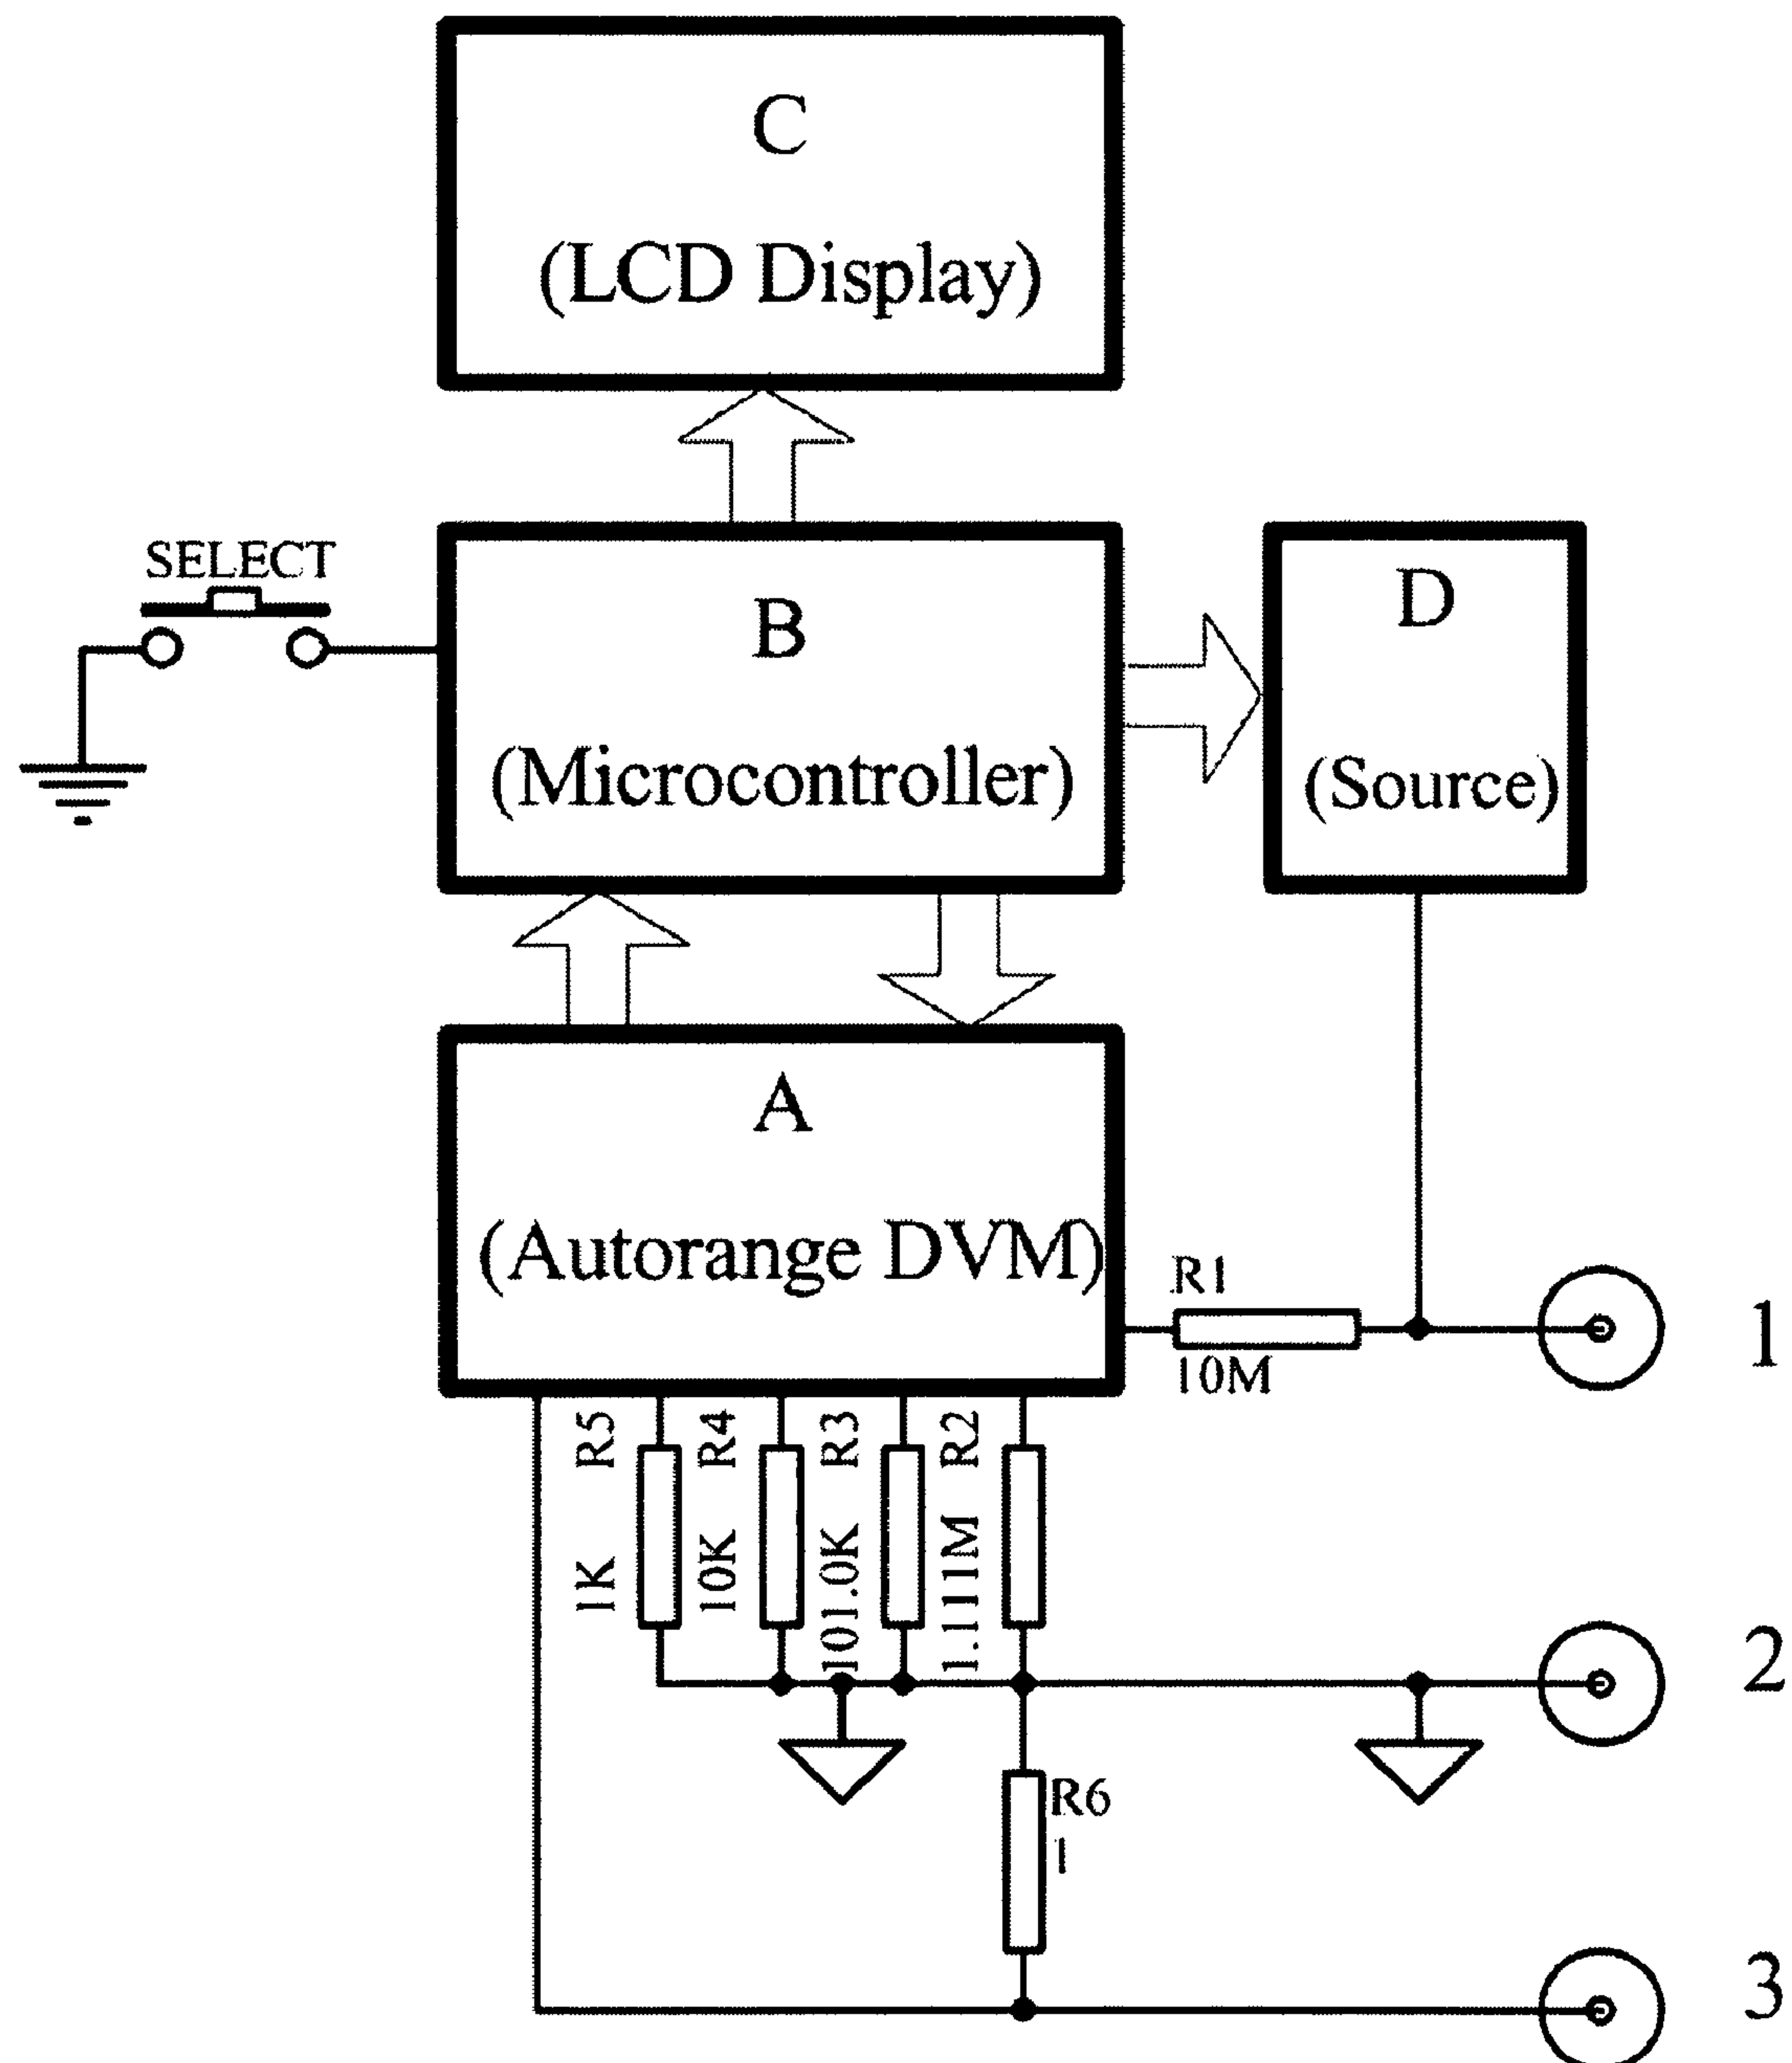 C
(LCD Display)
SELECT
B
(Microcontroller)
D
(Source)
A
(Autorange DVM)
R1
10M
1
R5
1K
R4
10K
R3
101.0K
R2
1.111M
2
R6
1
3